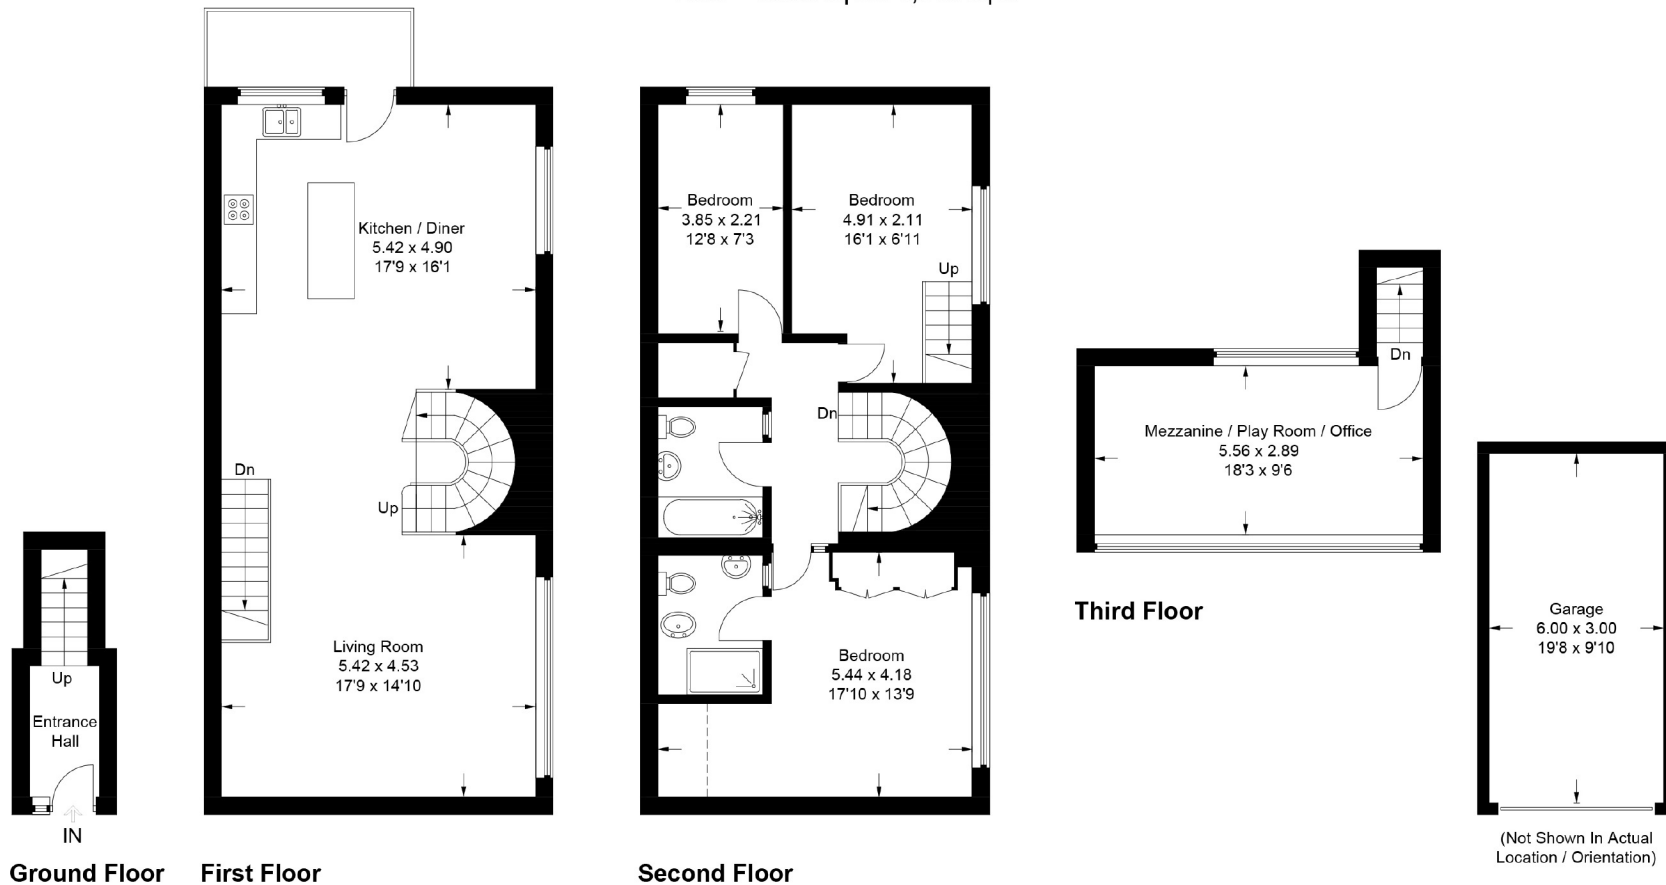 Kitchen / Diner
5.42 x 4.90
17'9 x 16'1
Dn
Up
Living Room
5.42 x 4.53
17'9 x 14'10
Up
Entrance
Hall
IN
Ground Floor
First Floor
Bedroom
3.85 x 2.21
12'8 x 7'3
Bedroom
4.91 x 2.11
16'1 x 6'11
Up
Dn
Bedroom
5.44 x 4.18
17'10 x 13'9
Second Floor
Dn
Mezzanine / Play Room / Office
5.56 x 2.89
18'3 x 9'6
Third Floor
Garage
6.00 x 3.00
19'8 x 9'10
(Not Shown In Actual
Location / Orientation)